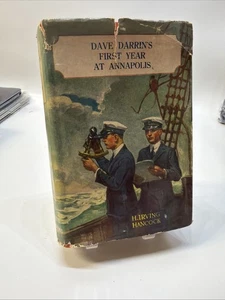 DAVE DARRIN'S
FIRST YEAR
AT ANNAPOLIS
H. IRVING
HANCOCK